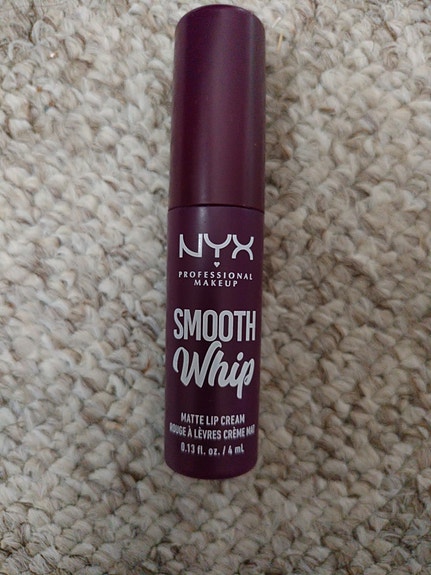 NYX
PROFESSIONAL
MAKEUP
SMOOTH
Whip
MATTE LIP CREAM
ROUGE À LÈVRES CRÈME MAT
0.13 fl. oz. / 4 mL